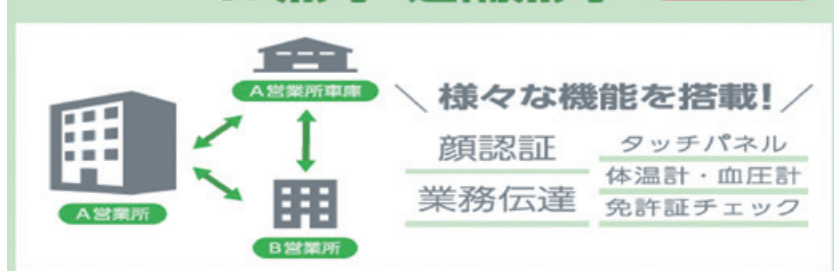 A営業所車庫
A営業所
B営業所
＼様々な機能を搭載!／
顔認証
業務伝達
タッチパネル
体温計・血圧計
免許証チェック